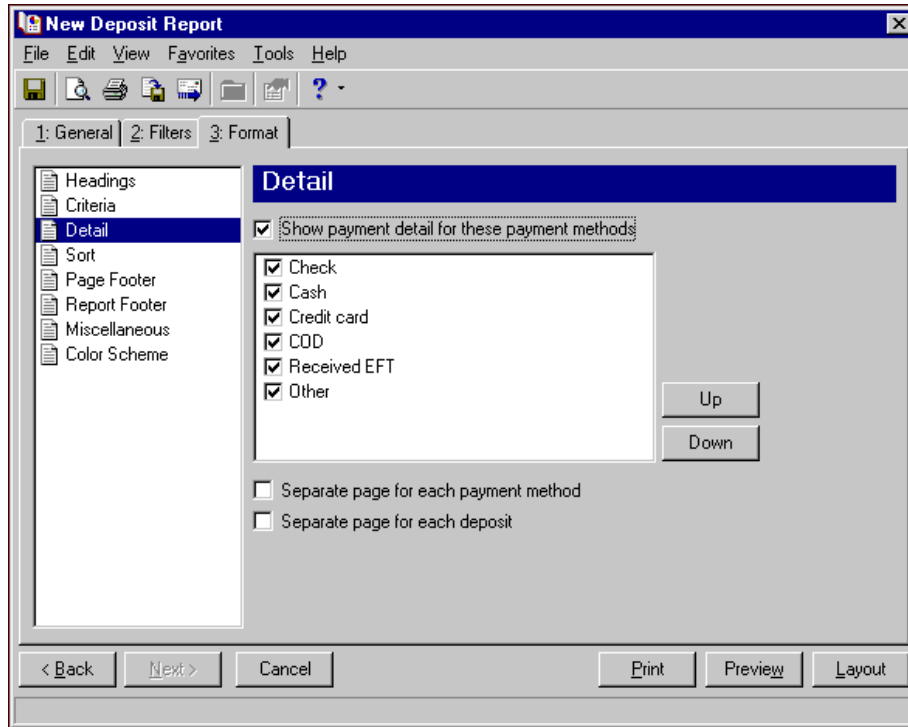 New Deposit Report
File Edit View Favorites Tools Help
?
1: General 2: Filters 3: Format
Headings
Criteria
Detail
Sort
Page Footer
Report Footer
Miscellaneous
Color Scheme
Detail
Show payment detail for these payment methods
Check
Cash
Credit card
COD
Received EFT
Other
Up
Down
Separate page for each payment method
Separate page for each deposit
< Back Next > Cancel Print Preview Layout